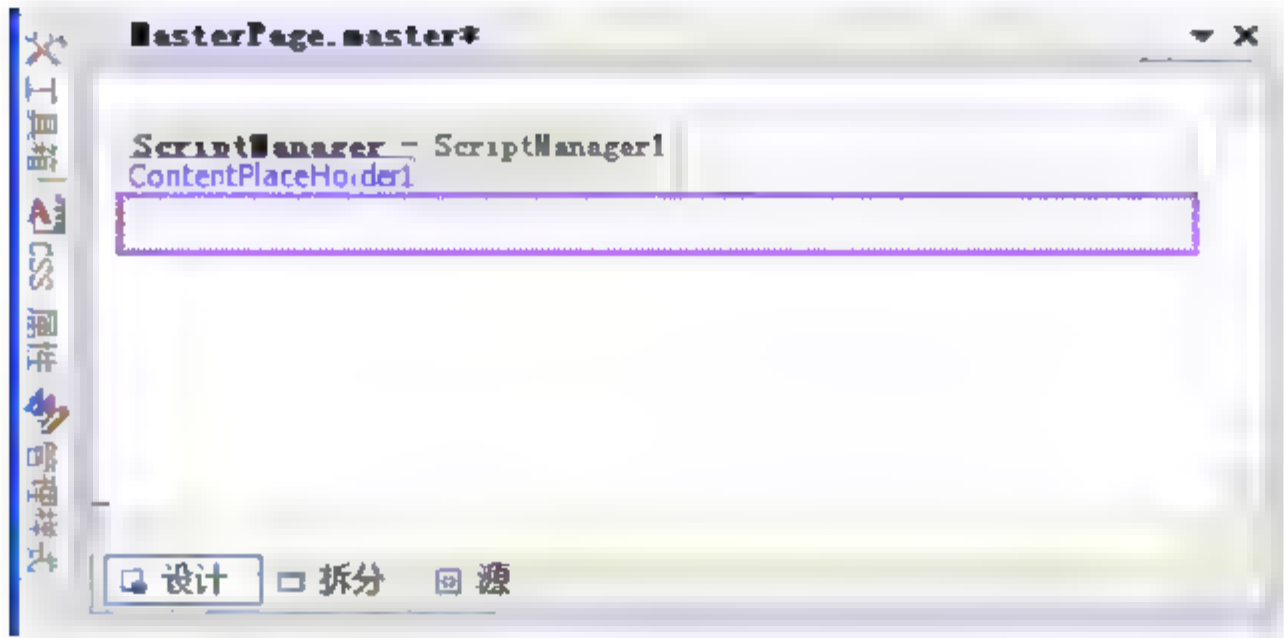 MasterPage.master*
工具箱
CSS 属性
管理样式
ScriptManager - ScriptManager1
ContentPlaceHolder1
设计 拆分 源